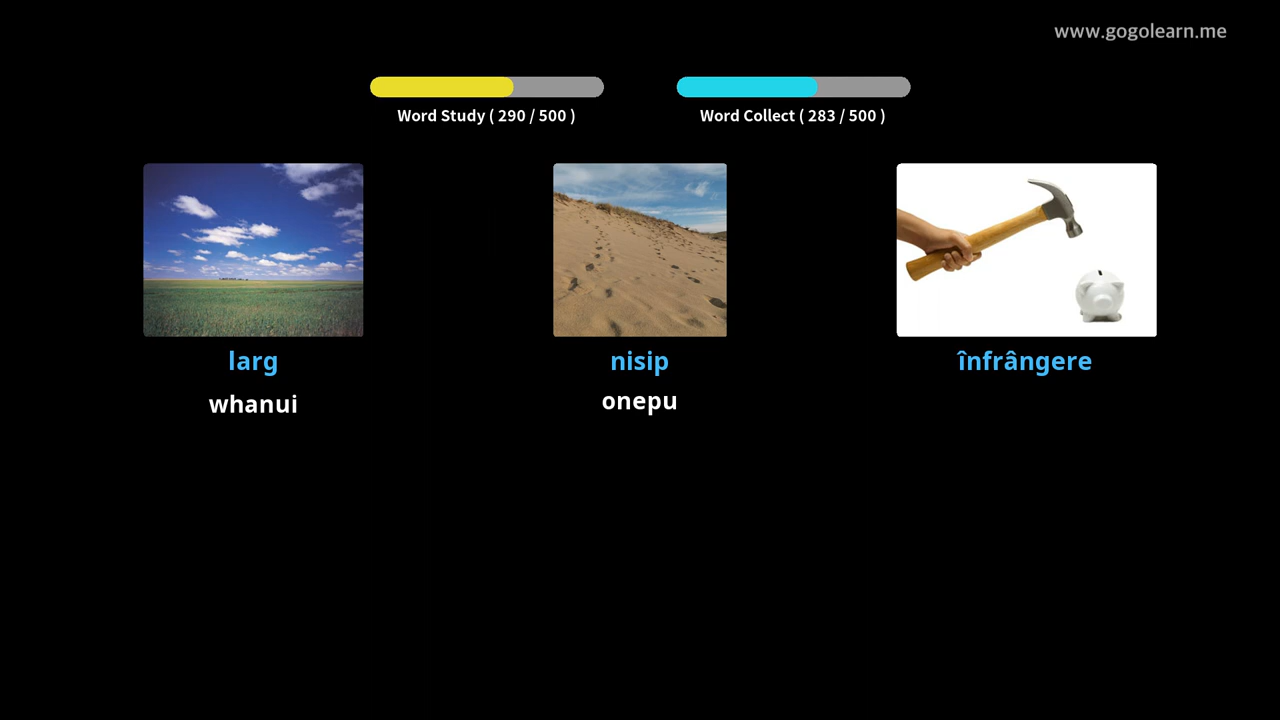 www.gogolearn.me
Word Study ( 290 / 500 )
Word Collect ( 283 / 500 )
larg
nisip
înfrângere
whanui
onepu